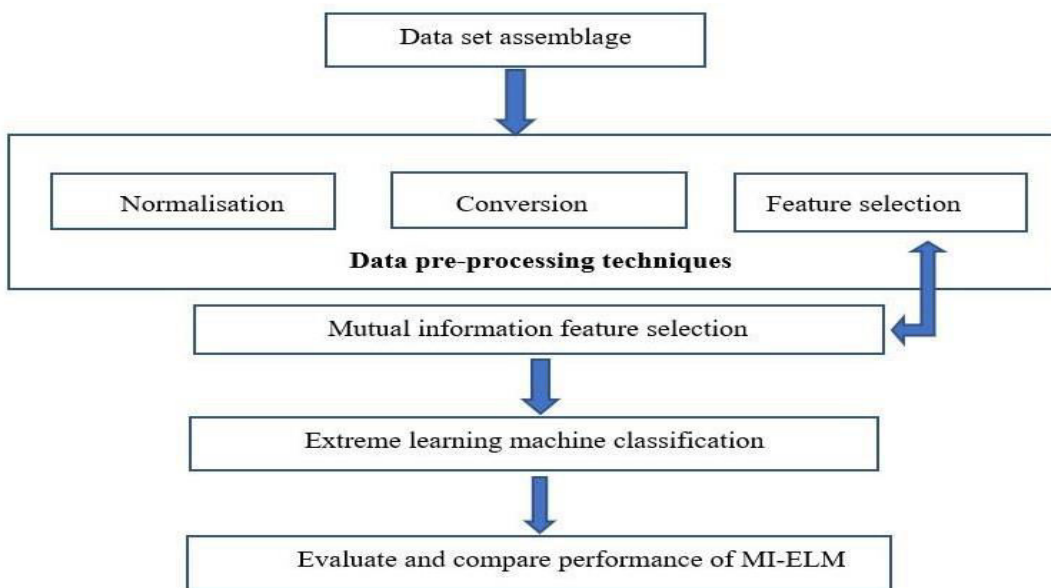 Data set assemblage
Normalisation
Conversion
Feature selection
Data pre-processing techniques
Mutual information feature selection
Extreme learning machine classification
Evaluate and compare performance of MI-ELM